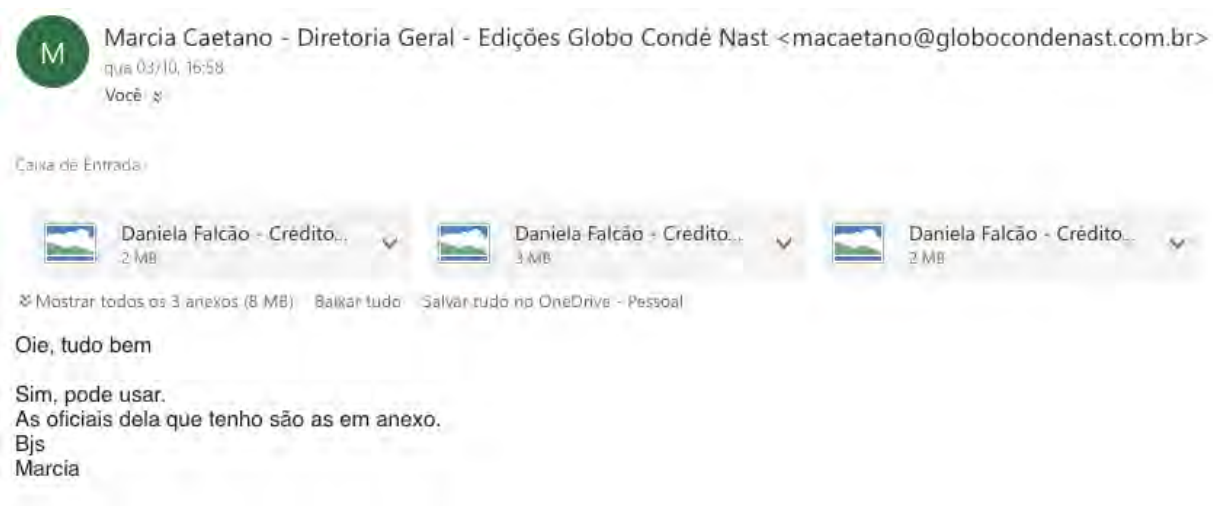 M
Marcia Caetano - Diretoria Geral - Edições Globo Condé Nast <macaetano@globocondenast.com.br>
qua 03/10, 16:58
Você
Caixa de Entrada
Daniela Falcão - Crédito... Daniela Falcão - Crédito... Daniela Falcão - Crédito...
2 MB 3 MB 2 MB
Mostrar todos os 3 anexos (8 MB) Baixar tudo Salvar tudo no OneDrive - Pessoal
Oie, tudo bem
Sim, pode usar.
As oficiais dela que tenho são as em anexo.
Bjs
Marcia